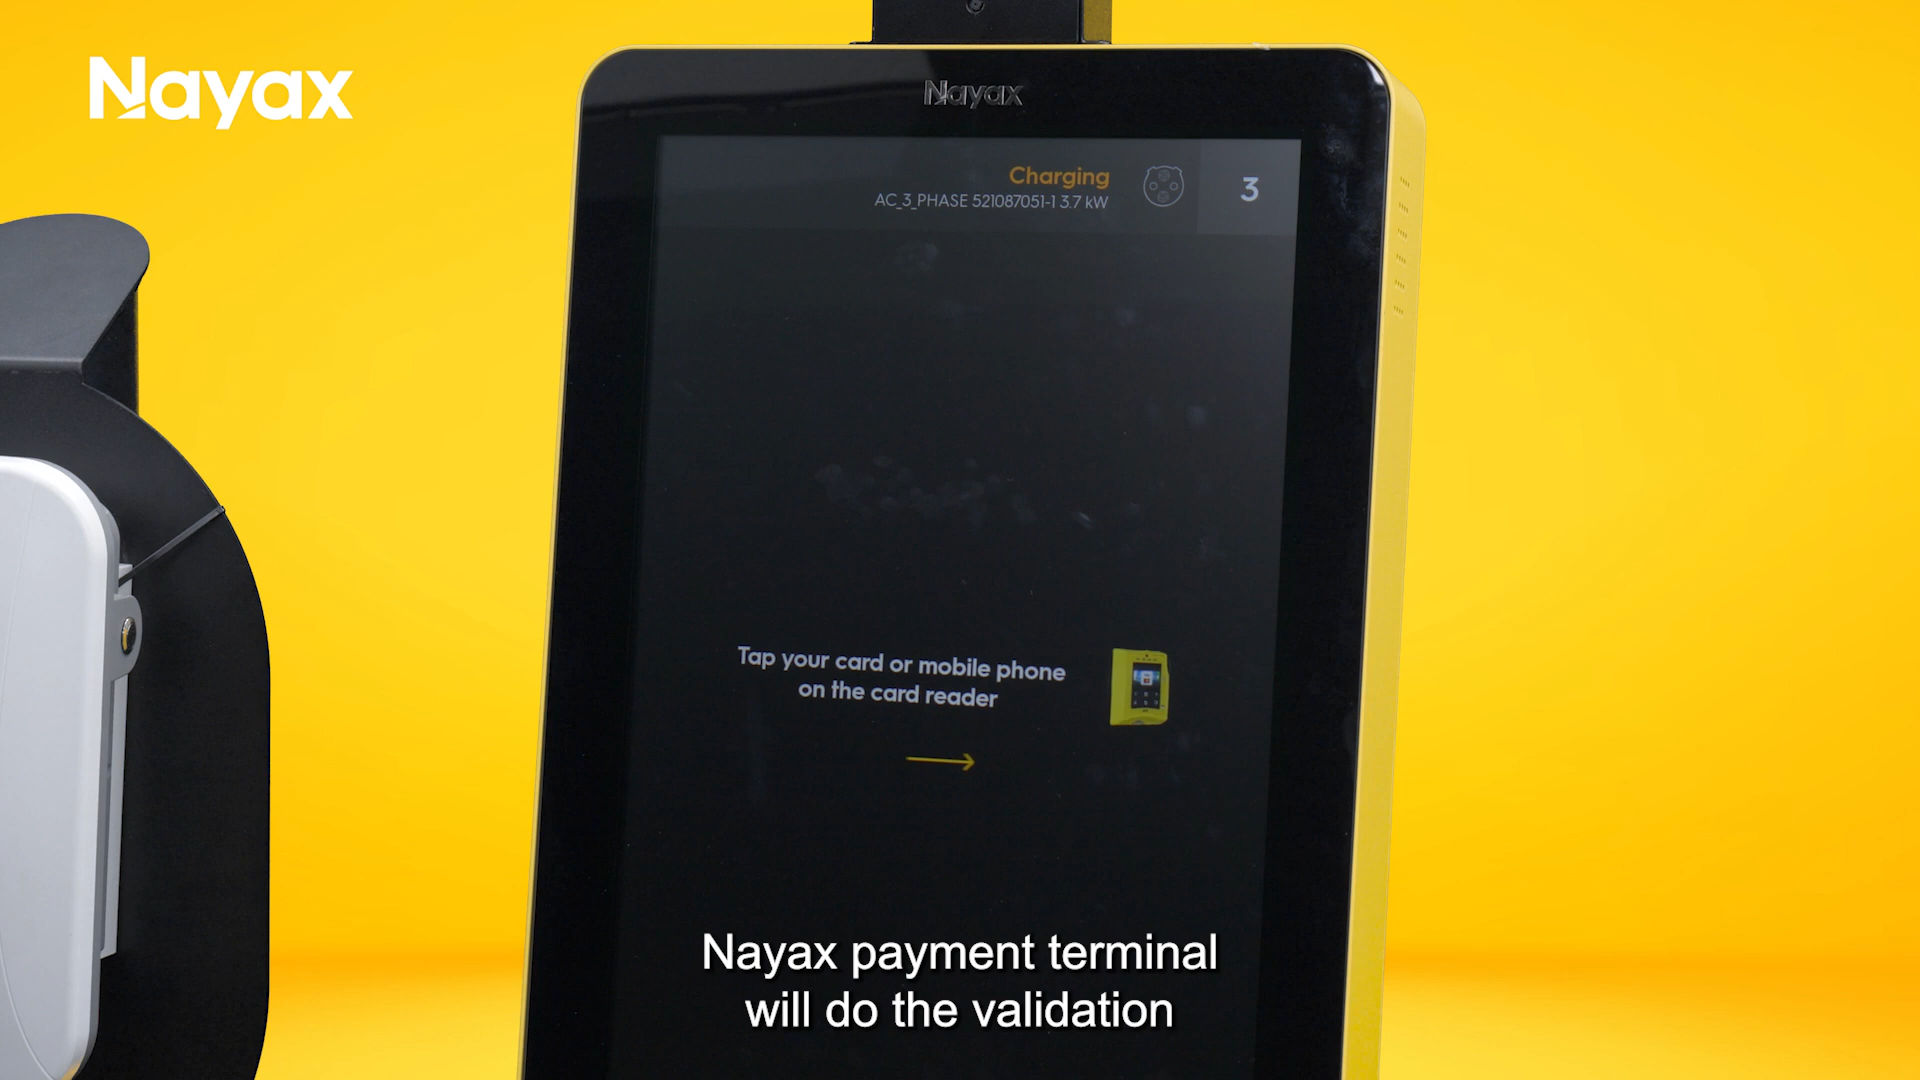 Nayax
Nayax
Charging
AC_3_PHASE 521087051-1 3.7 kW
3
Tap your card or mobile phone
on the card reader
Nayax payment terminal
will do the validation